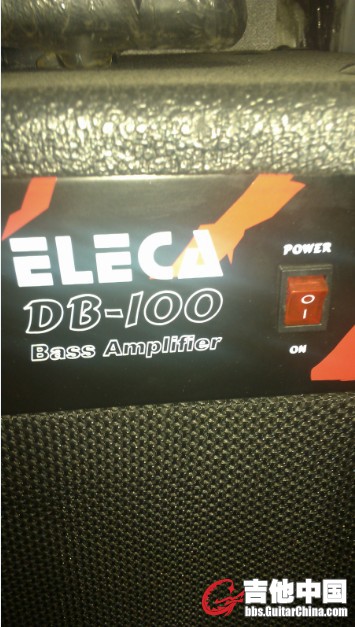 ELECA
DB-100
Bass Amplifier
POWER
O
I
ON
吉他中国
bbs.GuitarChina.com